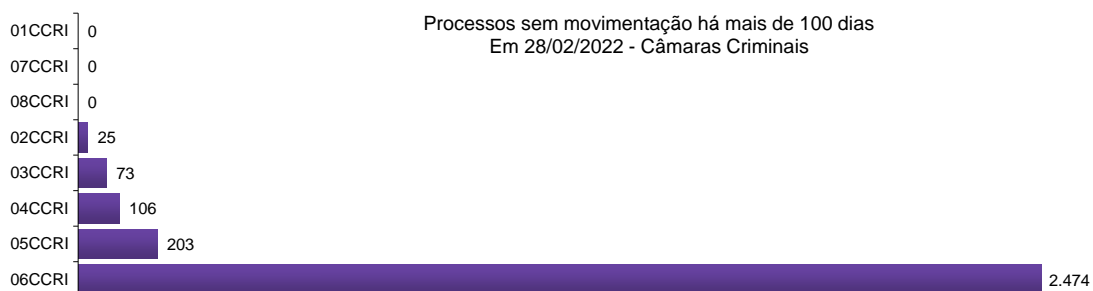 Processos sem movimentação há mais de 100 dias
Em 28/02/2022 - Câmaras Criminais
01CCRI 0
07CCRI 0
08CCRI 0
02CCRI 25
03CCRI 73
04CCRI 106
05CCRI 203
06CCRI 2.474